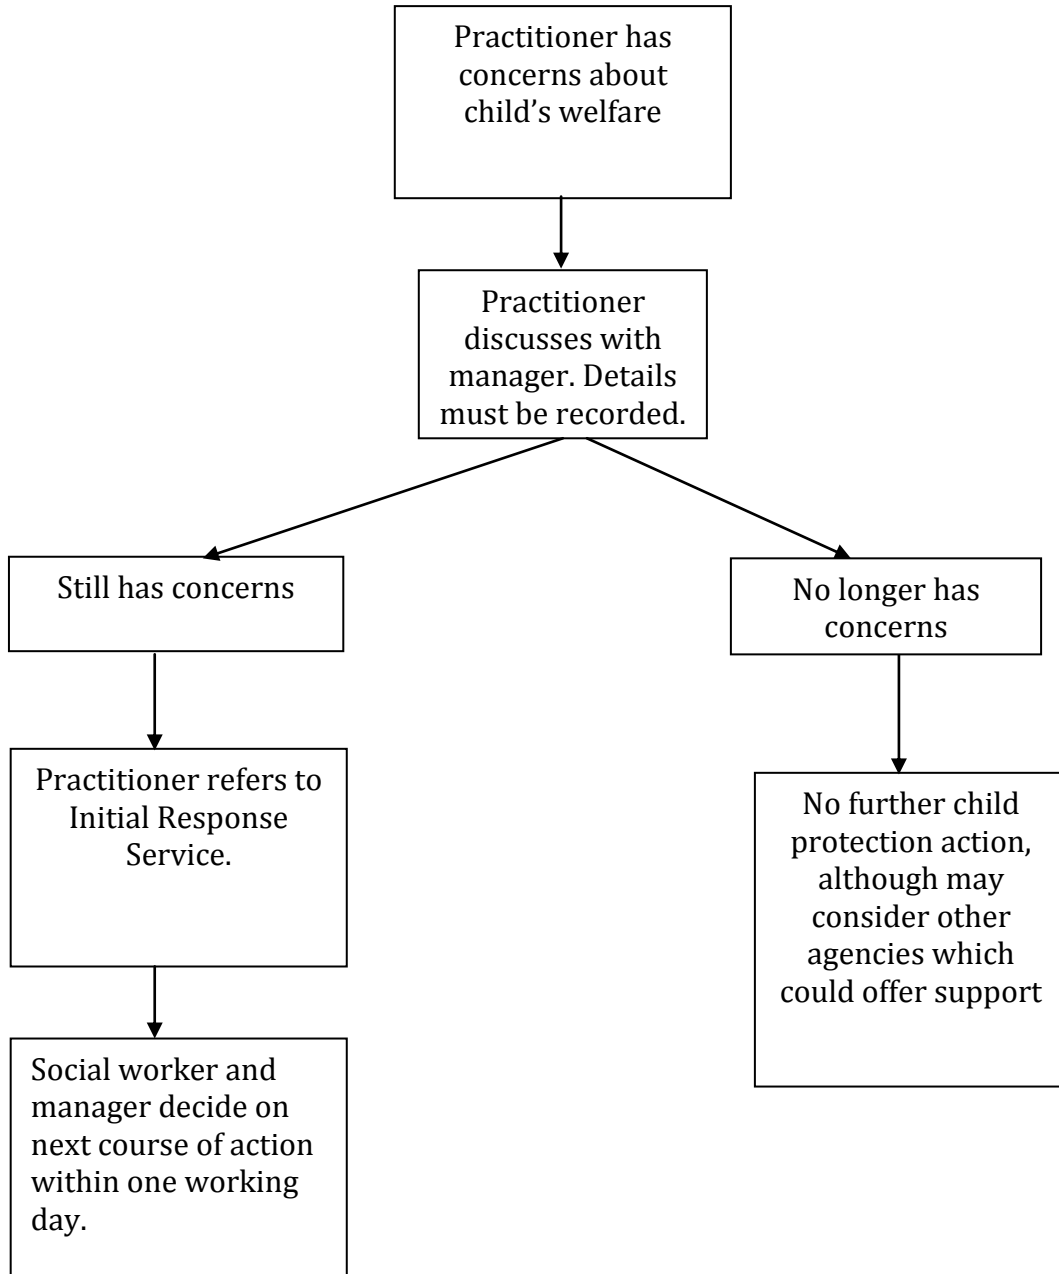 Practitioner has
concerns about
child’s welfare
Practitioner
discusses with
manager. Details
must be recorded.
Still has concerns
No longer has
concerns
Practitioner refers to
Initial Response
Service.
No further child
protection action,
although may
consider other
agencies which
could offer support
Social worker and
manager decide on
next course of action
within one working
day.